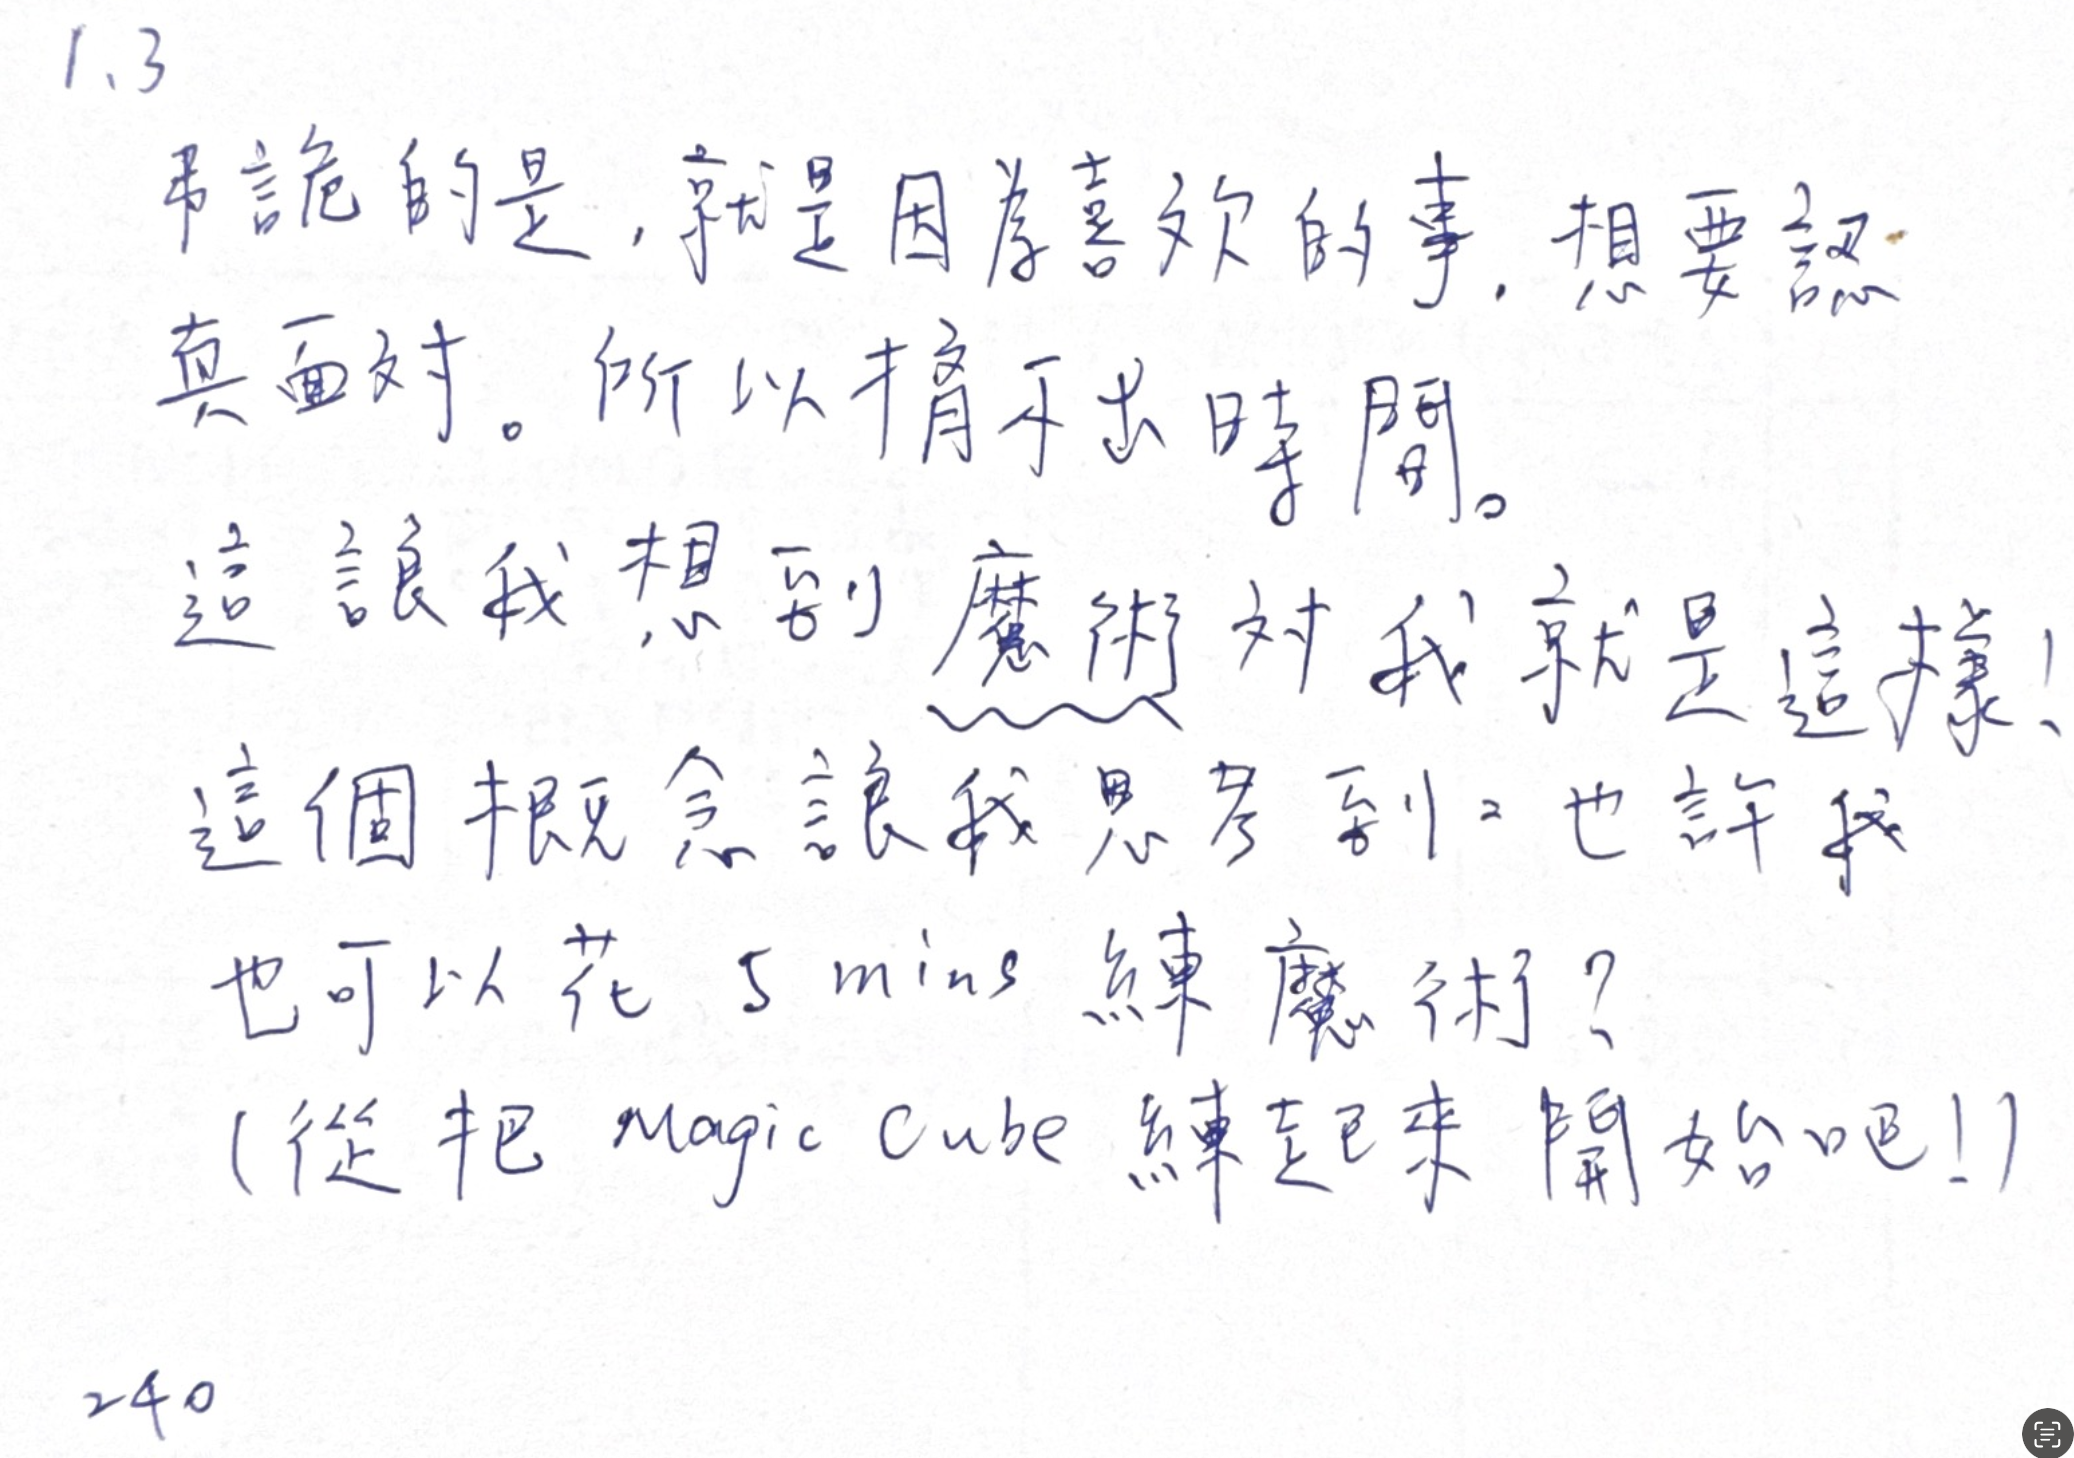 1、3
弔詭的是，就是因為喜欢的事，想要認
真面対。所以擠不出時間。
這讓我想到魔術対我就是這樣！
這個概念讓我思考到：也許我
也可以花 5 mins 練魔術？
（從把 Magic Cube 練起來開始吧！）
240